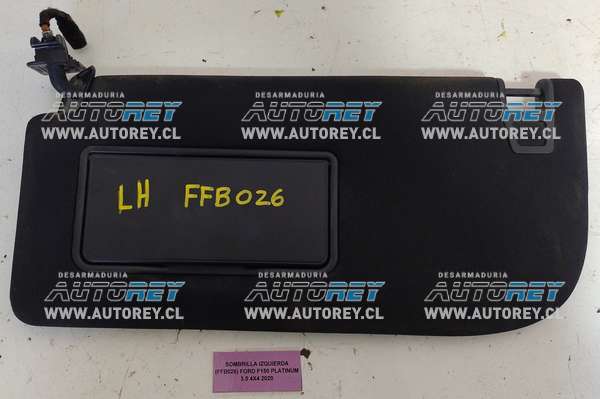 DESARMADURIA DESARMADURIA DESARMADURIA
AUTOREY AUTOREY AUTOREY
WWW.AUTOREY.CL WWW.AUTOREY.CL WWW.AUTOREY.CL
LH FFB026
DESARMADURIA DESARMADURIA DESARMADURIA
AUTOREY AUTOREY AUTOREY
WWW.AUTOREY.CL WWW.AUTOREY.CL WWW.AUTOREY.CL
SOMBRILLA IZQUIERDA
(FFB026) FORD F150 PLATINUM
3.5 4X4 2020